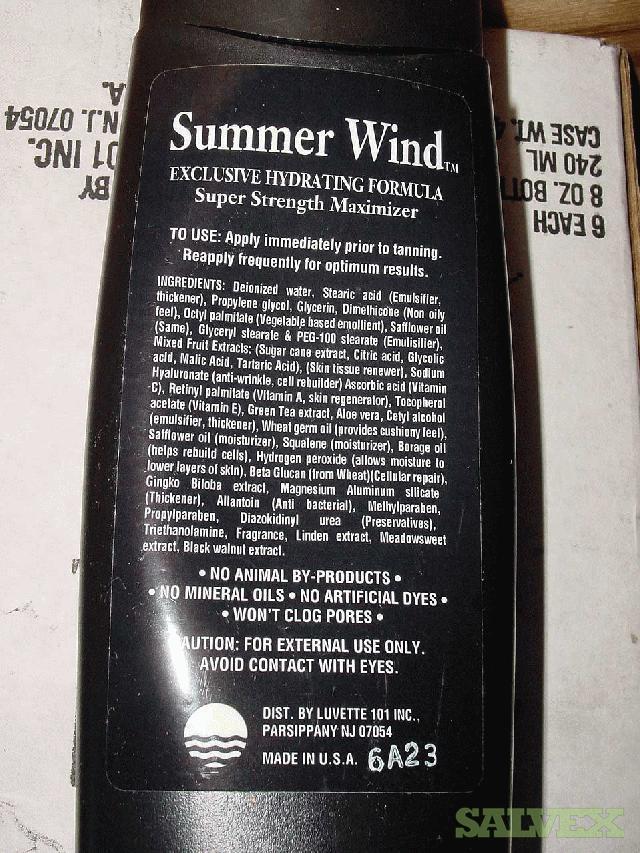 Summer Wind™
EXCLUSIVE HYDRATING FORMULA
Super Strength Maximizer
TO USE: Apply immediately prior to tanning.
Reapply frequently for optimum results.
INGREDIENTS: Deionized water, Stearic acid (Emulsifier,
thickener), Propylene glycol, Glycerin, Dimethicone (Non oily
feel), Octyl palmitate (Vegetable based emollient), Safflower oil
(Same), Glyceryl stearate & PEG-100 stearate (Emulsifier),
Mixed Fruit Extracts; (Sugar cane extract, Citric acid, Glycolic
acid, Malic Acid, Tartaric Acid), (Skin tissue renewer), Sodium
Hyaluronate (anti-wrinkle, cell rebuilder) Ascorbic acid (Vitamin
C), Retinyl palmitate (Vitamin A, skin regenerator), Tocopherol
acetate (Vitamin E), Green Tea extract, Aloe vera, Cetyl alcohol
(emulsifier, thickener), Wheat germ oil (provides cushiony feel),
Safflower oil (moisturizer), Squalene (moisturizer), Borage oil
(helps rebuild cells), Hydrogen peroxide (allows moisture to
lower layers of skin), Beta Glucan (from Wheat)(Cellular repair),
Gingko Biloba extract, Magnesium Aluminum silicate
(Thickener), Allantoin (Anti bacterial), Methylparaben,
Propylparaben, Diazokidinyl urea (Preservatives),
Triethanolamine, Fragrance, Linden extract, Meadowsweet
extract, Black walnut extract.
• NO ANIMAL BY-PRODUCTS •
• NO MINERAL OILS • NO ARTIFICIAL DYES •
• WON'T CLOG PORES •
CAUTION: FOR EXTERNAL USE ONLY.
AVOID CONTACT WITH EYES.
DIST. BY LUVETTE 101 INC.,
PARSIPPANY NJ 07054
MADE IN U.S.A. 6A23
6 EACH
8 OZ. BOTT
240 ML
CASE WT. 4
BY
01 INC.
N.J. 07054
SALVEX